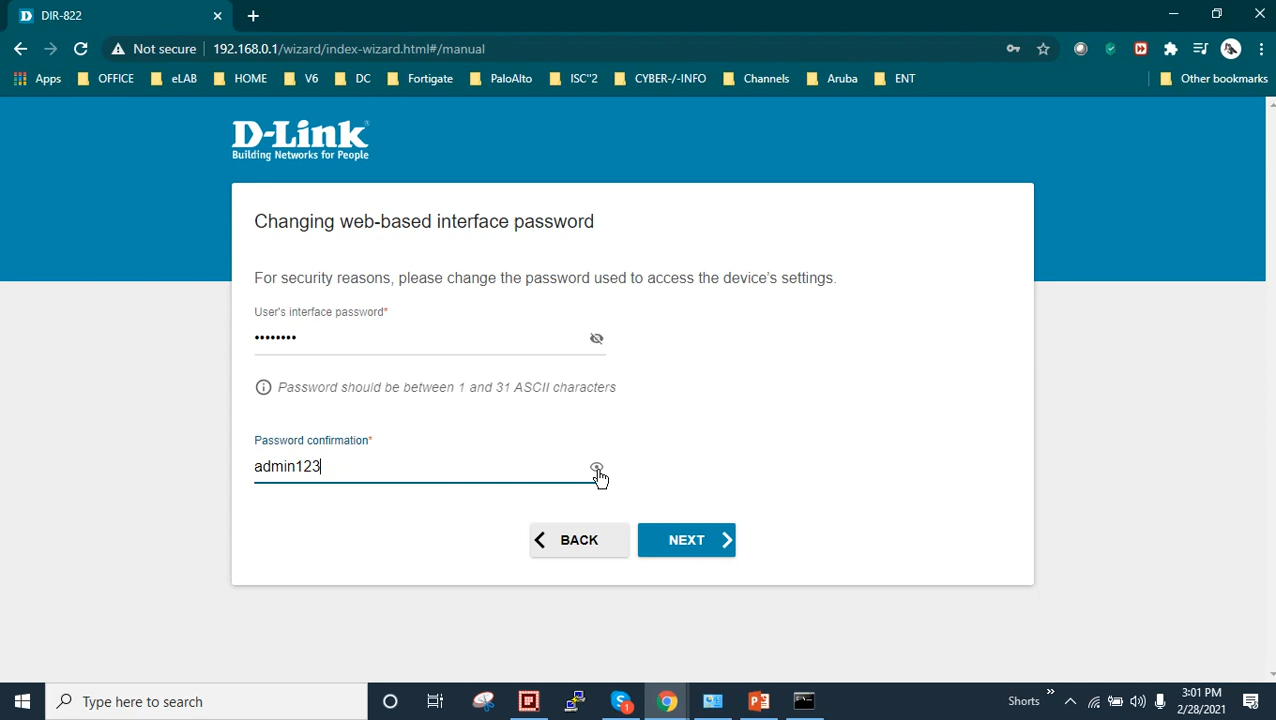 DIR-822
Not secure
192.168.0.1/wizard/index-wizard.html#/manual
Apps OFFICE eLAB HOME V6 DC Fortigate PaloAlto ISC"2 CYBER-/-INFO Channels Aruba ENT Other bookmarks
D-Link®
Building Networks for People
Changing web-based interface password
For security reasons, please change the password used to access the device's settings.
User's interface password*
••••••••
Password should be between 1 and 31 ASCII characters
Password confirmation*
admin123
BACK NEXT
Type here to search
1
Shorts
3:01 PM
2/28/2021